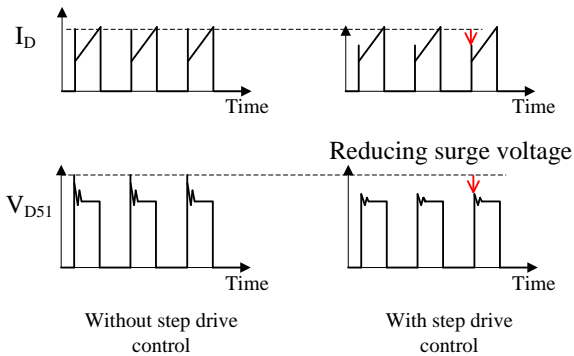 I_D
Time
Time
Reducing surge voltage
V_D51
Time
Time
Without step drive
control
With step drive
control